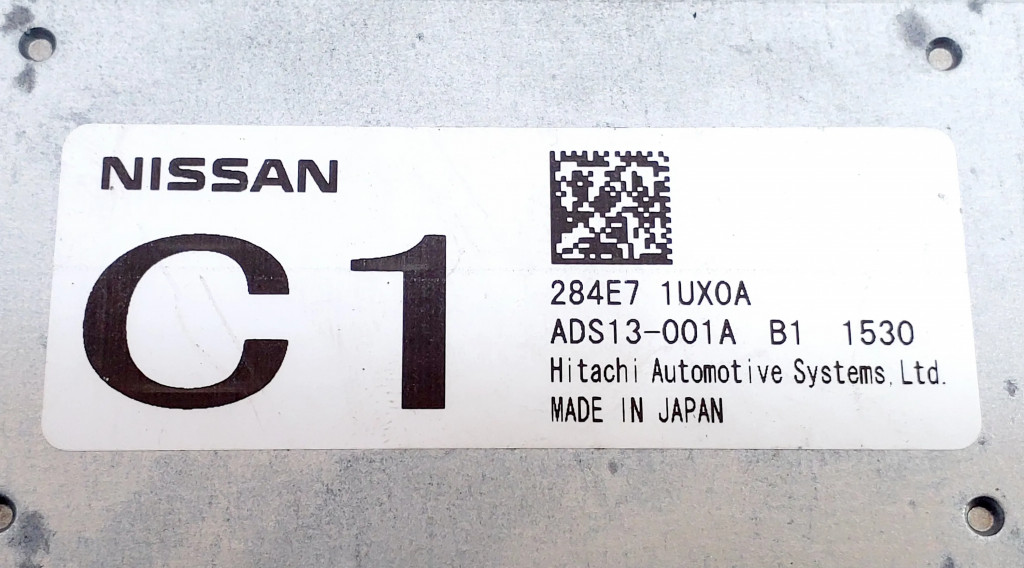 NISSAN
C1
284E7 1UX0A
ADS13-001A B1 1530
Hitachi Automotive Systems, Ltd.
MADE IN JAPAN